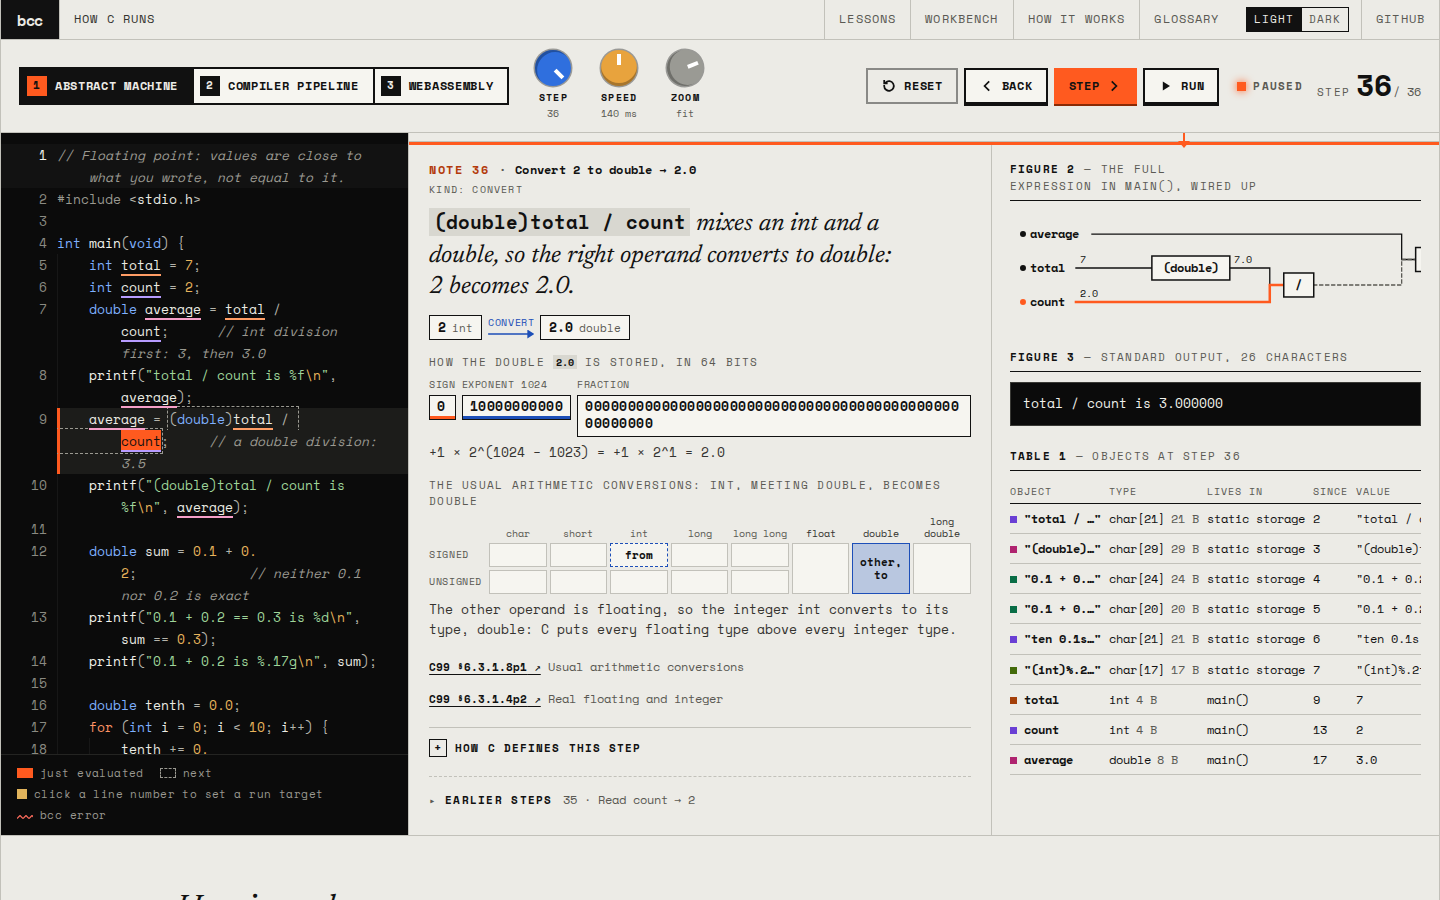 bcc HOW C RUNS LESSONS WORKBENCH HOW IT WORKS GLOSSARY LIGHT DARK GITHUB
1 ABSTRACT MACHINE 2 COMPILER PIPELINE 3 WEBASSEMBLY
STEP SPEED ZOOM
36 140 ms fit
RESET BACK STEP RUN PAUSED STEP 36 / 36
1 // Floating point: values are close to
what you wrote, not equal to it.
2 #include <stdio.h>
3
4 int main(void) {
5 int total = 7;
6 int count = 2;
7 double average = total /
count; // int division
first: 3, then 3.0
8 printf("total / count is %f\n",
average);
9 average = (double)total /
count; // a double division:
3.5
10 printf("(double)total / count is
%f\n", average);
11
12 double sum = 0.1 + 0.
2; // neither 0.1
nor 0.2 is exact
13 printf("0.1 + 0.2 == 0.3 is %d\n",
sum == 0.3);
14 printf("0.1 + 0.2 is %.17g\n", sum);
15
16 double tenth = 0.0;
17 for (int i = 0; i < 10; i++) {
18 tenth += 0.
just evaluated next
click a line number to set a run target
bcc error
NOTE 36 · Convert 2 to double → 2.0
KIND: CONVERT
(double)total / count mixes an int and a
double, so the right operand converts to double:
2 becomes 2.0.
2 int CONVERT 2.0 double
HOW THE DOUBLE 2.0 IS STORED, IN 64 BITS
SIGN EXPONENT 1024 FRACTION
0 10000000000 00000000000000000000000000000000000000000000
00000000
+1 × 2^(1024 − 1023) = +1 × 2^1 = 2.0
THE USUAL ARITHMETIC CONVERSIONS: INT, MEETING DOUBLE, BECOMES
DOUBLE
char short int long long long float double long double
SIGNED from other, to
UNSIGNED
The other operand is floating, so the integer int converts to its
type, double: C puts every floating type above every integer type.
C99 §6.3.1.8p1 ↗ Usual arithmetic conversions
C99 §6.3.1.4p2 ↗ Real floating and integer
+ HOW C DEFINES THIS STEP
▸ EARLIER STEPS 35 · Read count → 2
FIGURE 2 — THE FULL
EXPRESSION IN MAIN(), WIRED UP
average
total 7 (double) 7.0
count 2.0 /
FIGURE 3 — STANDARD OUTPUT, 26 CHARACTERS
total / count is 3.000000
TABLE 1 — OBJECTS AT STEP 36
OBJECT TYPE LIVES IN SINCE VALUE
"total / …" char[21] 21 B static storage 2 "total / c
"(double)…" char[29] 29 B static storage 3 "(double)t
"0.1 + 0.…" char[24] 24 B static storage 4 "0.1 + 0.2
"0.1 + 0.…" char[20] 20 B static storage 5 "0.1 + 0.2
"ten 0.1s…" char[21] 21 B static storage 6 "ten 0.1s
"(int)%.2…" char[17] 17 B static storage 7 "(int)%.2f
total int 4 B main() 9 7
count int 4 B main() 13 2
average double 8 B main() 17 3.0